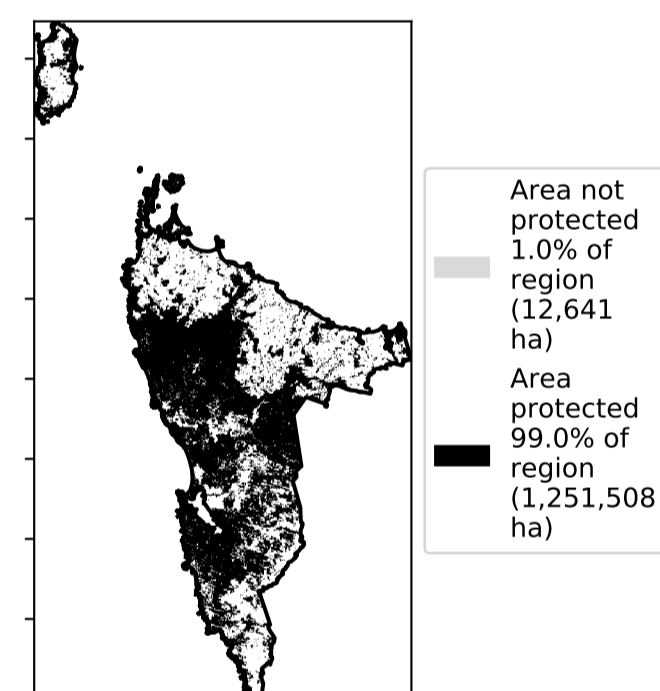 Area not
protected
1.0% of
region
(12,641
ha)
Area
protected
99.0% of
region
(1,251,508
ha)